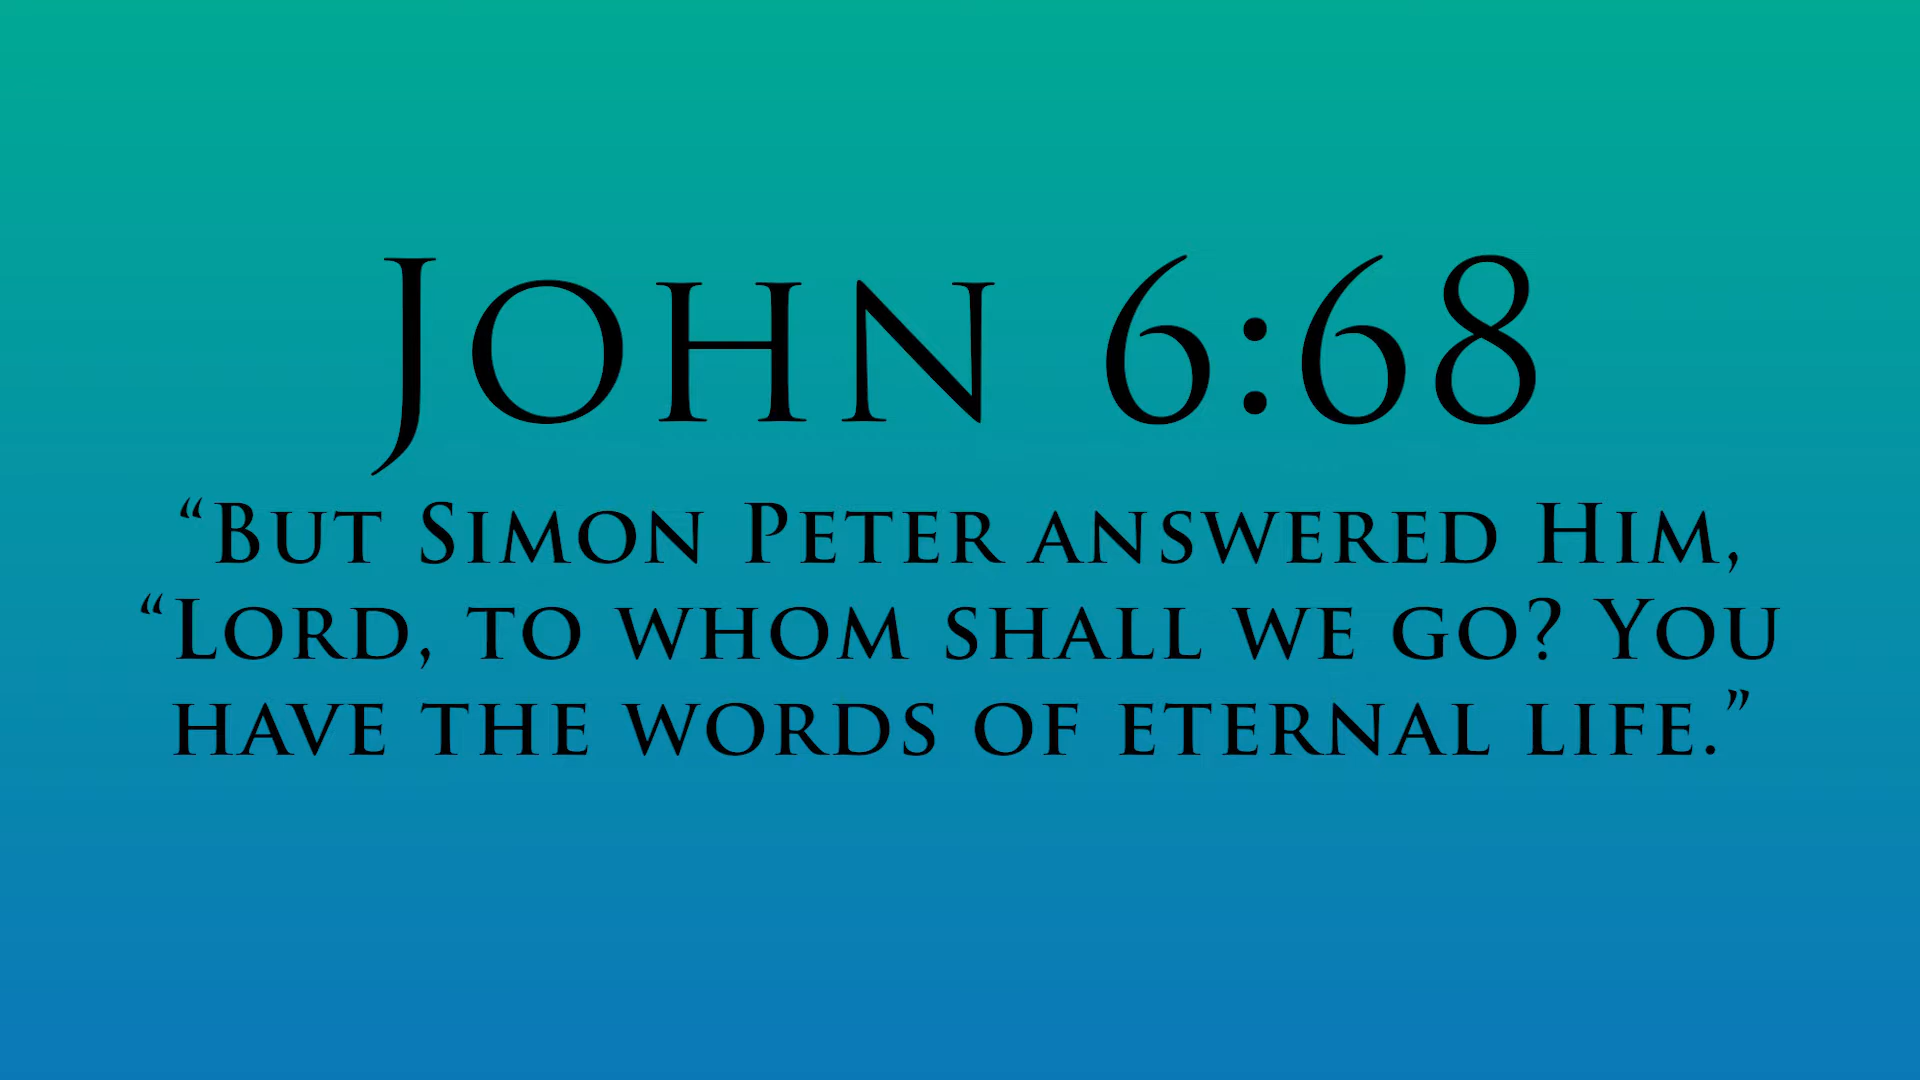 John 6:68
“But Simon Peter answered Him,
“Lord, to whom shall we go? You
have the words of eternal life.”